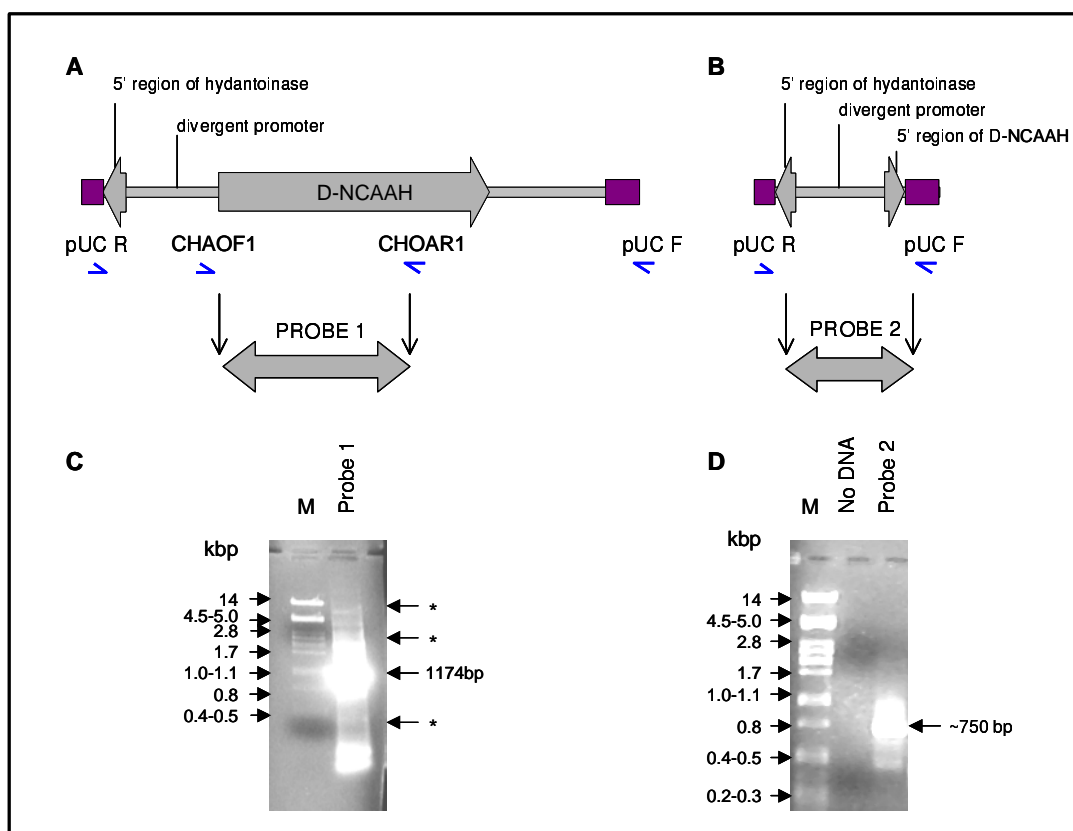 A
5' region of hydantoinase
divergent promoter
D-NCAAH
pUC R
CHAOF1
CHOAR1
pUC F
PROBE 1
B
5' region of hydantoinase
divergent promoter
5' region of D-NCAAH
pUC R
pUC F
PROBE 2
C
M
Probe 1
kbp
14
4.5-5.0
2.8
1.7
1.0-1.1
0.8
0.4-0.5
*
*
1174bp
*
D
M
No DNA
Probe 2
kbp
14
4.5-5.0
2.8
1.7
1.0-1.1
0.8
0.4-0.5
0.2-0.3
~750 bp